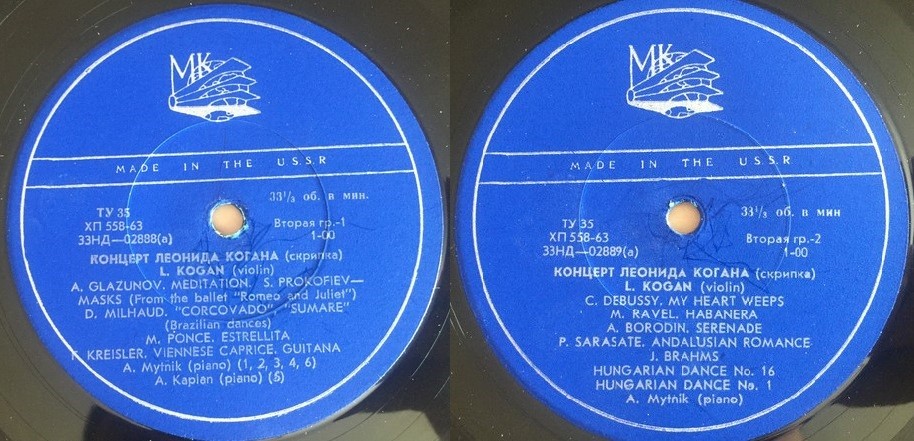 MK
MADE IN THE U.S.S.R
33⅓ об. в мин.
ТУ 35
ХП 558-63
33НД—02888(а)
Вторая гр.-1
1-00
КОНЦЕРТ ЛЕОНИДА КОГАНА (скрипка)
L. KOGAN (violin)
A. GLAZUNOV. MEDITATION. S. PROKOFIEV—
MASKS (From the ballet "Romeo and Juliet")
D. MILHAUD. "CORCOVADO" "SUMARE"
(Brazilian dances)
M. PONCE. ESTRELLITA
F. KREISLER. VIENNESE CAPRICE. GUITANA
A. Mytnik (piano) (1, 2, 3, 4, 6)
A. Kaplan (piano) (5)
MK
MADE IN THE U.S.S.R
33⅓ об. в мин
ТУ 35
ХП 558-63
33НД—02889(а)
Вторая гр.-2
1-00
КОНЦЕРТ ЛЕОНИДА КОГАНА (скрипка)
L. KOGAN (violin)
C. DEBUSSY. MY HEART WEEPS
M. RAVEL. HABANERA
A. BORODIN. SERENADE
P. SARASATE. ANDALUSIAN ROMANCE
J. BRAHMS
HUNGARIAN DANCE No. 16
HUNGARIAN DANCE No. 1
A. Mytnik (piano)